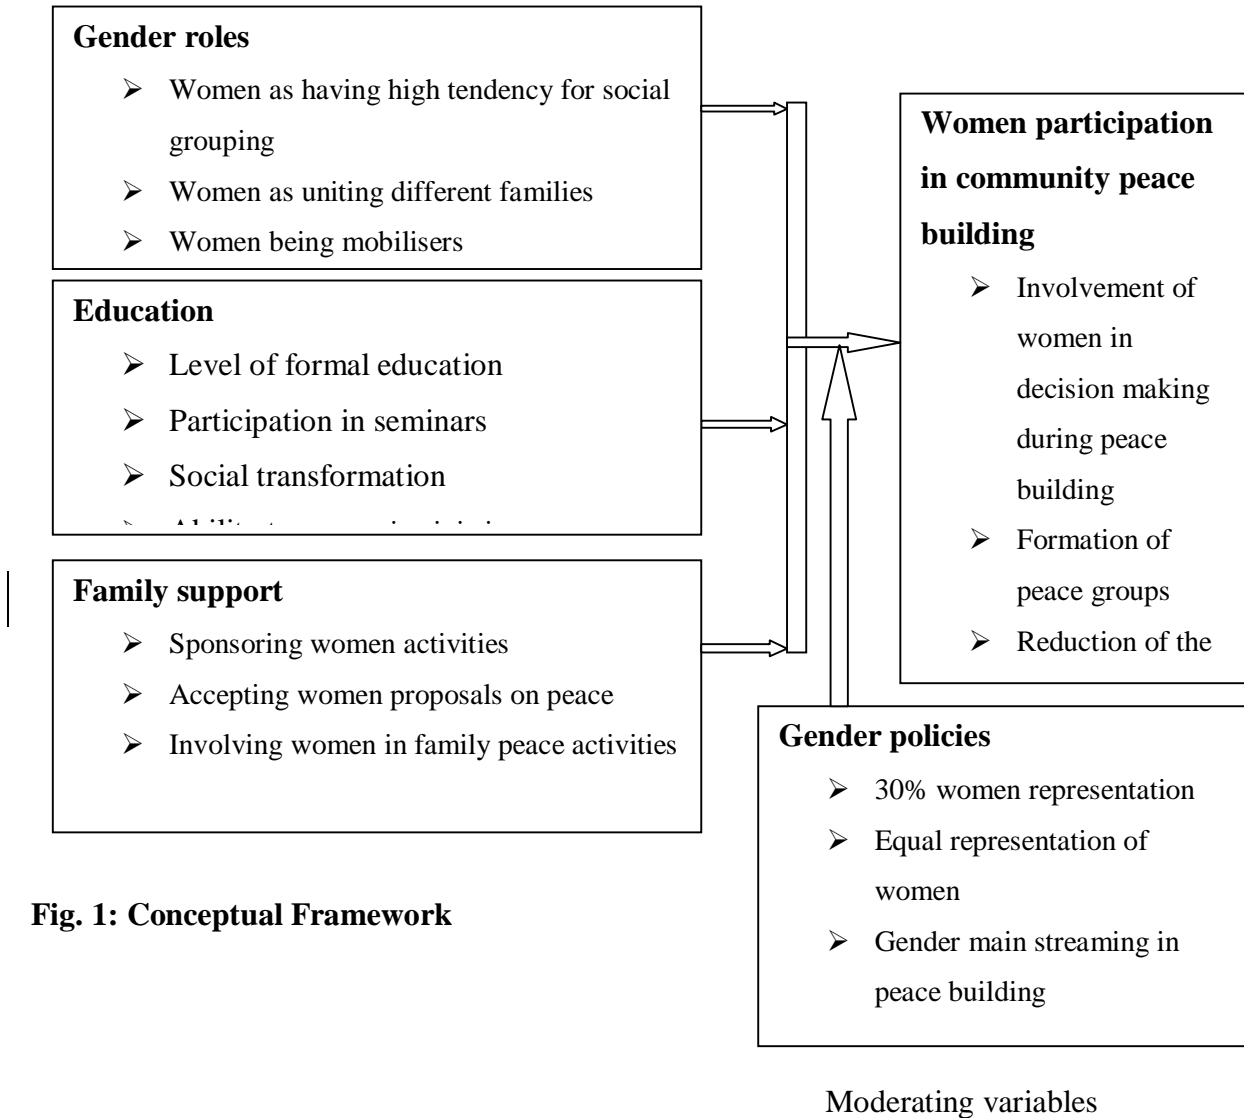 Gender roles
➢ Women as having high tendency for social
grouping
➢ Women as uniting different families
➢ Women being mobilisers
Education
➢ Level of formal education
➢ Participation in seminars
➢ Social transformation
➢
Family support
➢ Sponsoring women activities
➢ Accepting women proposals on peace
➢ Involving women in family peace activities
Women participation
in community peace
building
➢ Involvement of
women in
decision making
during peace
building
➢ Formation of
peace groups
➢ Reduction of the
Gender policies
➢ 30% women representation
➢ Equal representation of
women
➢ Gender main streaming in
peace building
Fig. 1: Conceptual Framework
Moderating variables